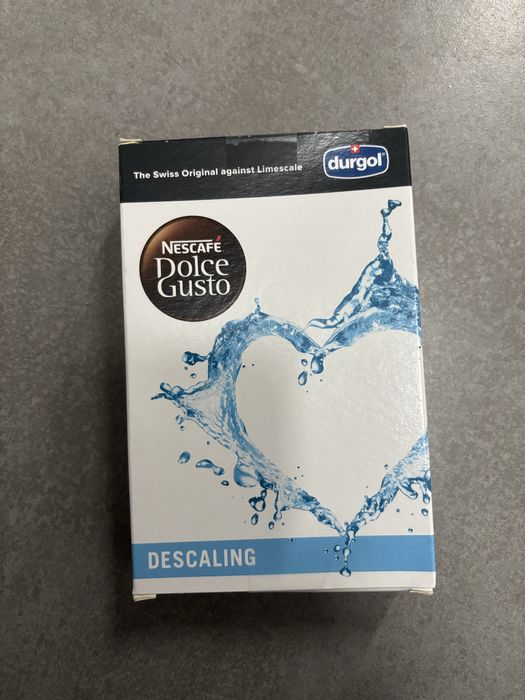 The Swiss Original against Limescale
durgol®
NESCAFÉ
Dolce
Gusto
DESCALING